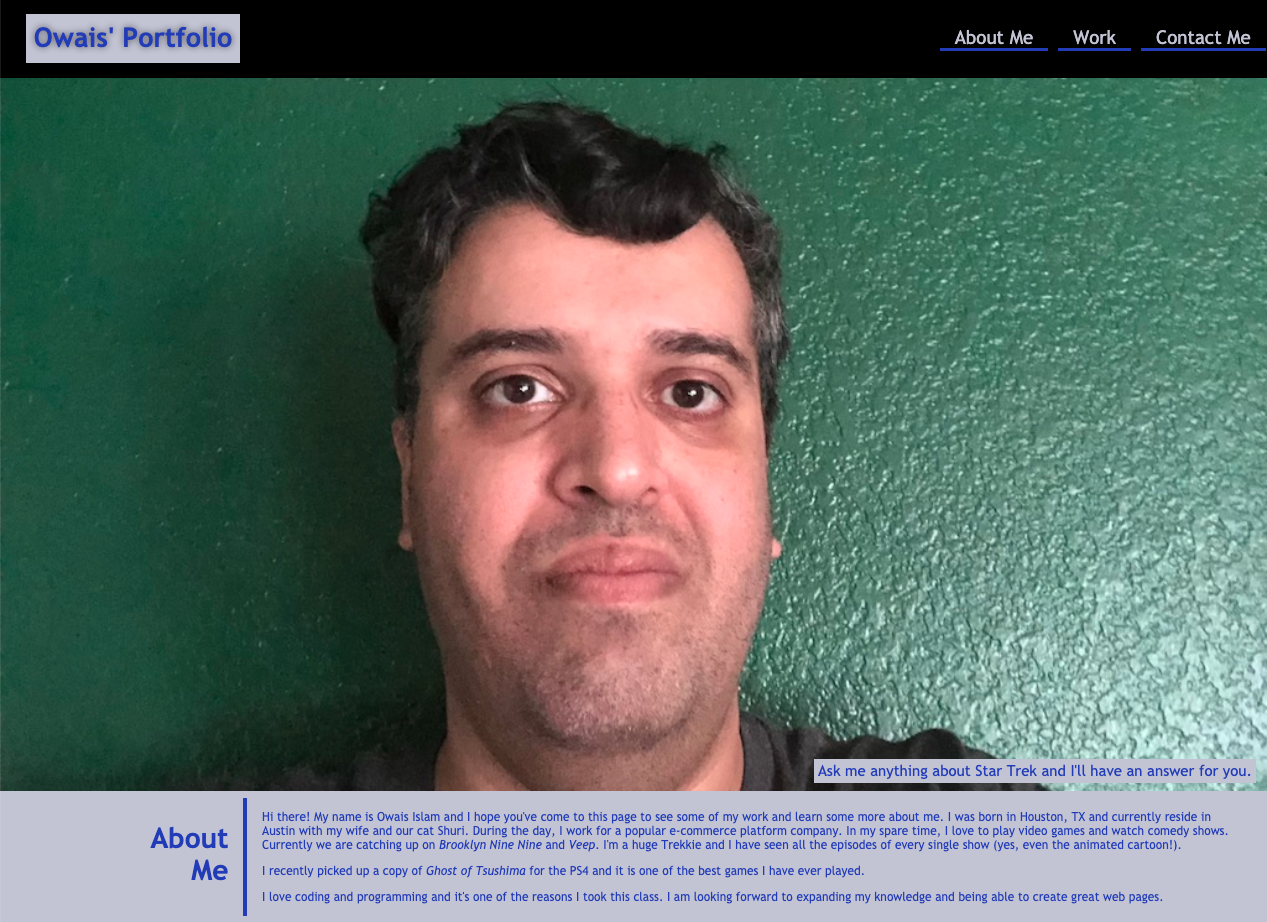 Owais' Portfolio
About Me
Work
Contact Me
Ask me anything about Star Trek and I'll have an answer for you.
About
Me
Hi there! My name is Owais Islam and I hope you've come to this page to see some of my work and learn some more about me. I was born in Houston, TX and currently reside in
Austin with my wife and our cat Shuri. During the day, I work for a popular e-commerce platform company. In my spare time, I love to play video games and watch comedy shows.
Currently we are catching up on Brooklyn Nine Nine and Veep. I'm a huge Trekkie and I have seen all the episodes of every single show (yes, even the animated cartoon!).
I recently picked up a copy of Ghost of Tsushima for the PS4 and it is one of the best games I have ever played.
I love coding and programming and it's one of the reasons I took this class. I am looking forward to expanding my knowledge and being able to create great web pages.